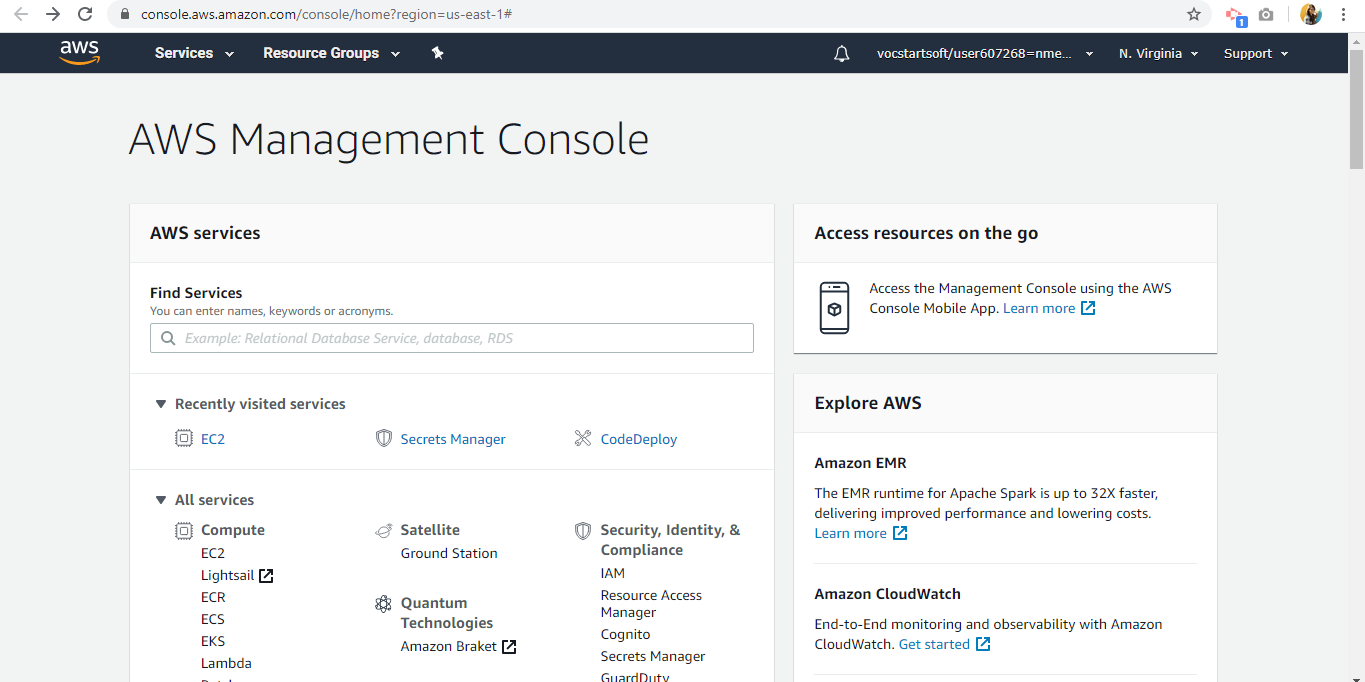 console.aws.amazon.com/console/home?region=us-east-1#
1
aws
Services
Resource Groups
vocstartsoft/user607268=nme...
N. Virginia
Support
AWS Management Console
AWS services
Find Services
You can enter names, keywords or acronyms.
Example: Relational Database Service, database, RDS
Recently visited services
EC2
Secrets Manager
CodeDeploy
All services
Compute
EC2
Lightsail
ECR
ECS
EKS
Lambda
Satellite
Ground Station
Quantum
Technologies
Amazon Braket
Security, Identity, &
Compliance
IAM
Resource Access
Manager
Cognito
Secrets Manager
GuardDuty
Access resources on the go
Access the Management Console using the AWS
Console Mobile App. Learn more
Explore AWS
Amazon EMR
The EMR runtime for Apache Spark is up to 32X faster,
delivering improved performance and lowering costs.
Learn more
Amazon CloudWatch
End-to-End monitoring and observability with Amazon
CloudWatch. Get started